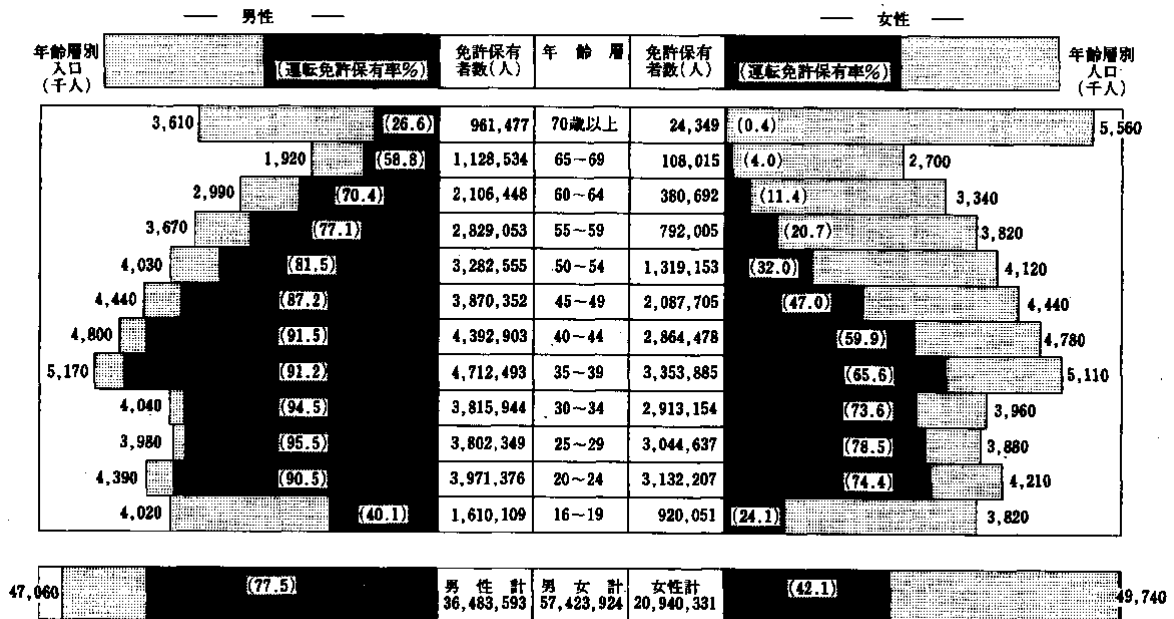 男性
女性
年齢層別人口(千人)
(運転免許保有率%)
免許保有者数(人)
年齢層
免許保有者数(人)
(運転免許保有率%)
年齢層別人口(千人)
3,610 (26.6) 961,477 70歳以上 24,349 (0.4) 5,560
1,920 (58.8) 1,128,534 65~69 108,015 (4.0) 2,700
2,990 (70.4) 2,106,448 60~64 380,692 (11.4) 3,340
3,670 (77.1) 2,829,053 55~59 792,005 (20.7) 3,820
4,030 (81.5) 3,282,555 50~54 1,319,153 (32.0) 4,120
4,440 (87.2) 3,870,352 45~49 2,087,705 (47.0) 4,440
4,800 (91.5) 4,392,903 40~44 2,864,478 (59.9) 4,780
5,170 (91.2) 4,712,493 35~39 3,353,885 (65.6) 5,110
4,040 (94.5) 3,815,944 30~34 2,913,154 (73.6) 3,960
3,980 (95.5) 3,802,349 25~29 3,044,637 (78.5) 3,880
4,390 (90.5) 3,971,376 20~24 3,132,207 (74.4) 4,210
4,020 (40.1) 1,610,109 16~19 920,051 (24.1) 3,820
47,060 (77.5) 男性計 36,483,593 男女計 57,423,924 女性計 20,940,331 (42.1) 49,740